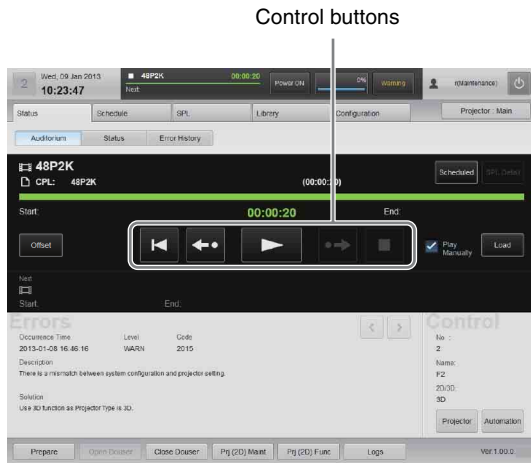 Control buttons
2 Wed, 09 Jan 2013 48P2K 00:00:20 Power ON 0% Warning (Maintenance)
10:23:47 Next
Status Schedule SPL Library Configuration Projector : Main
Auditorium Status Error History
48P2K
CPL: 48P2K Scheduled
Start: 00:00:20 End:
Offset Play Manually Load
Next
Start: End:
Errors Control
Occurrence Time Level Code No :
2013-01-08 16:46:16 WARN 2015 2
Description Name:
There is a mismatch between system configuration and projector setting. F2
2D/3D:
Solution 3D
Use 3D function as Projector Type is 3D.
Projector Automation
Prepare Open Douser Close Douser Prj (2D) Maint Prj (2D) Func Logs Ver.1.00.0